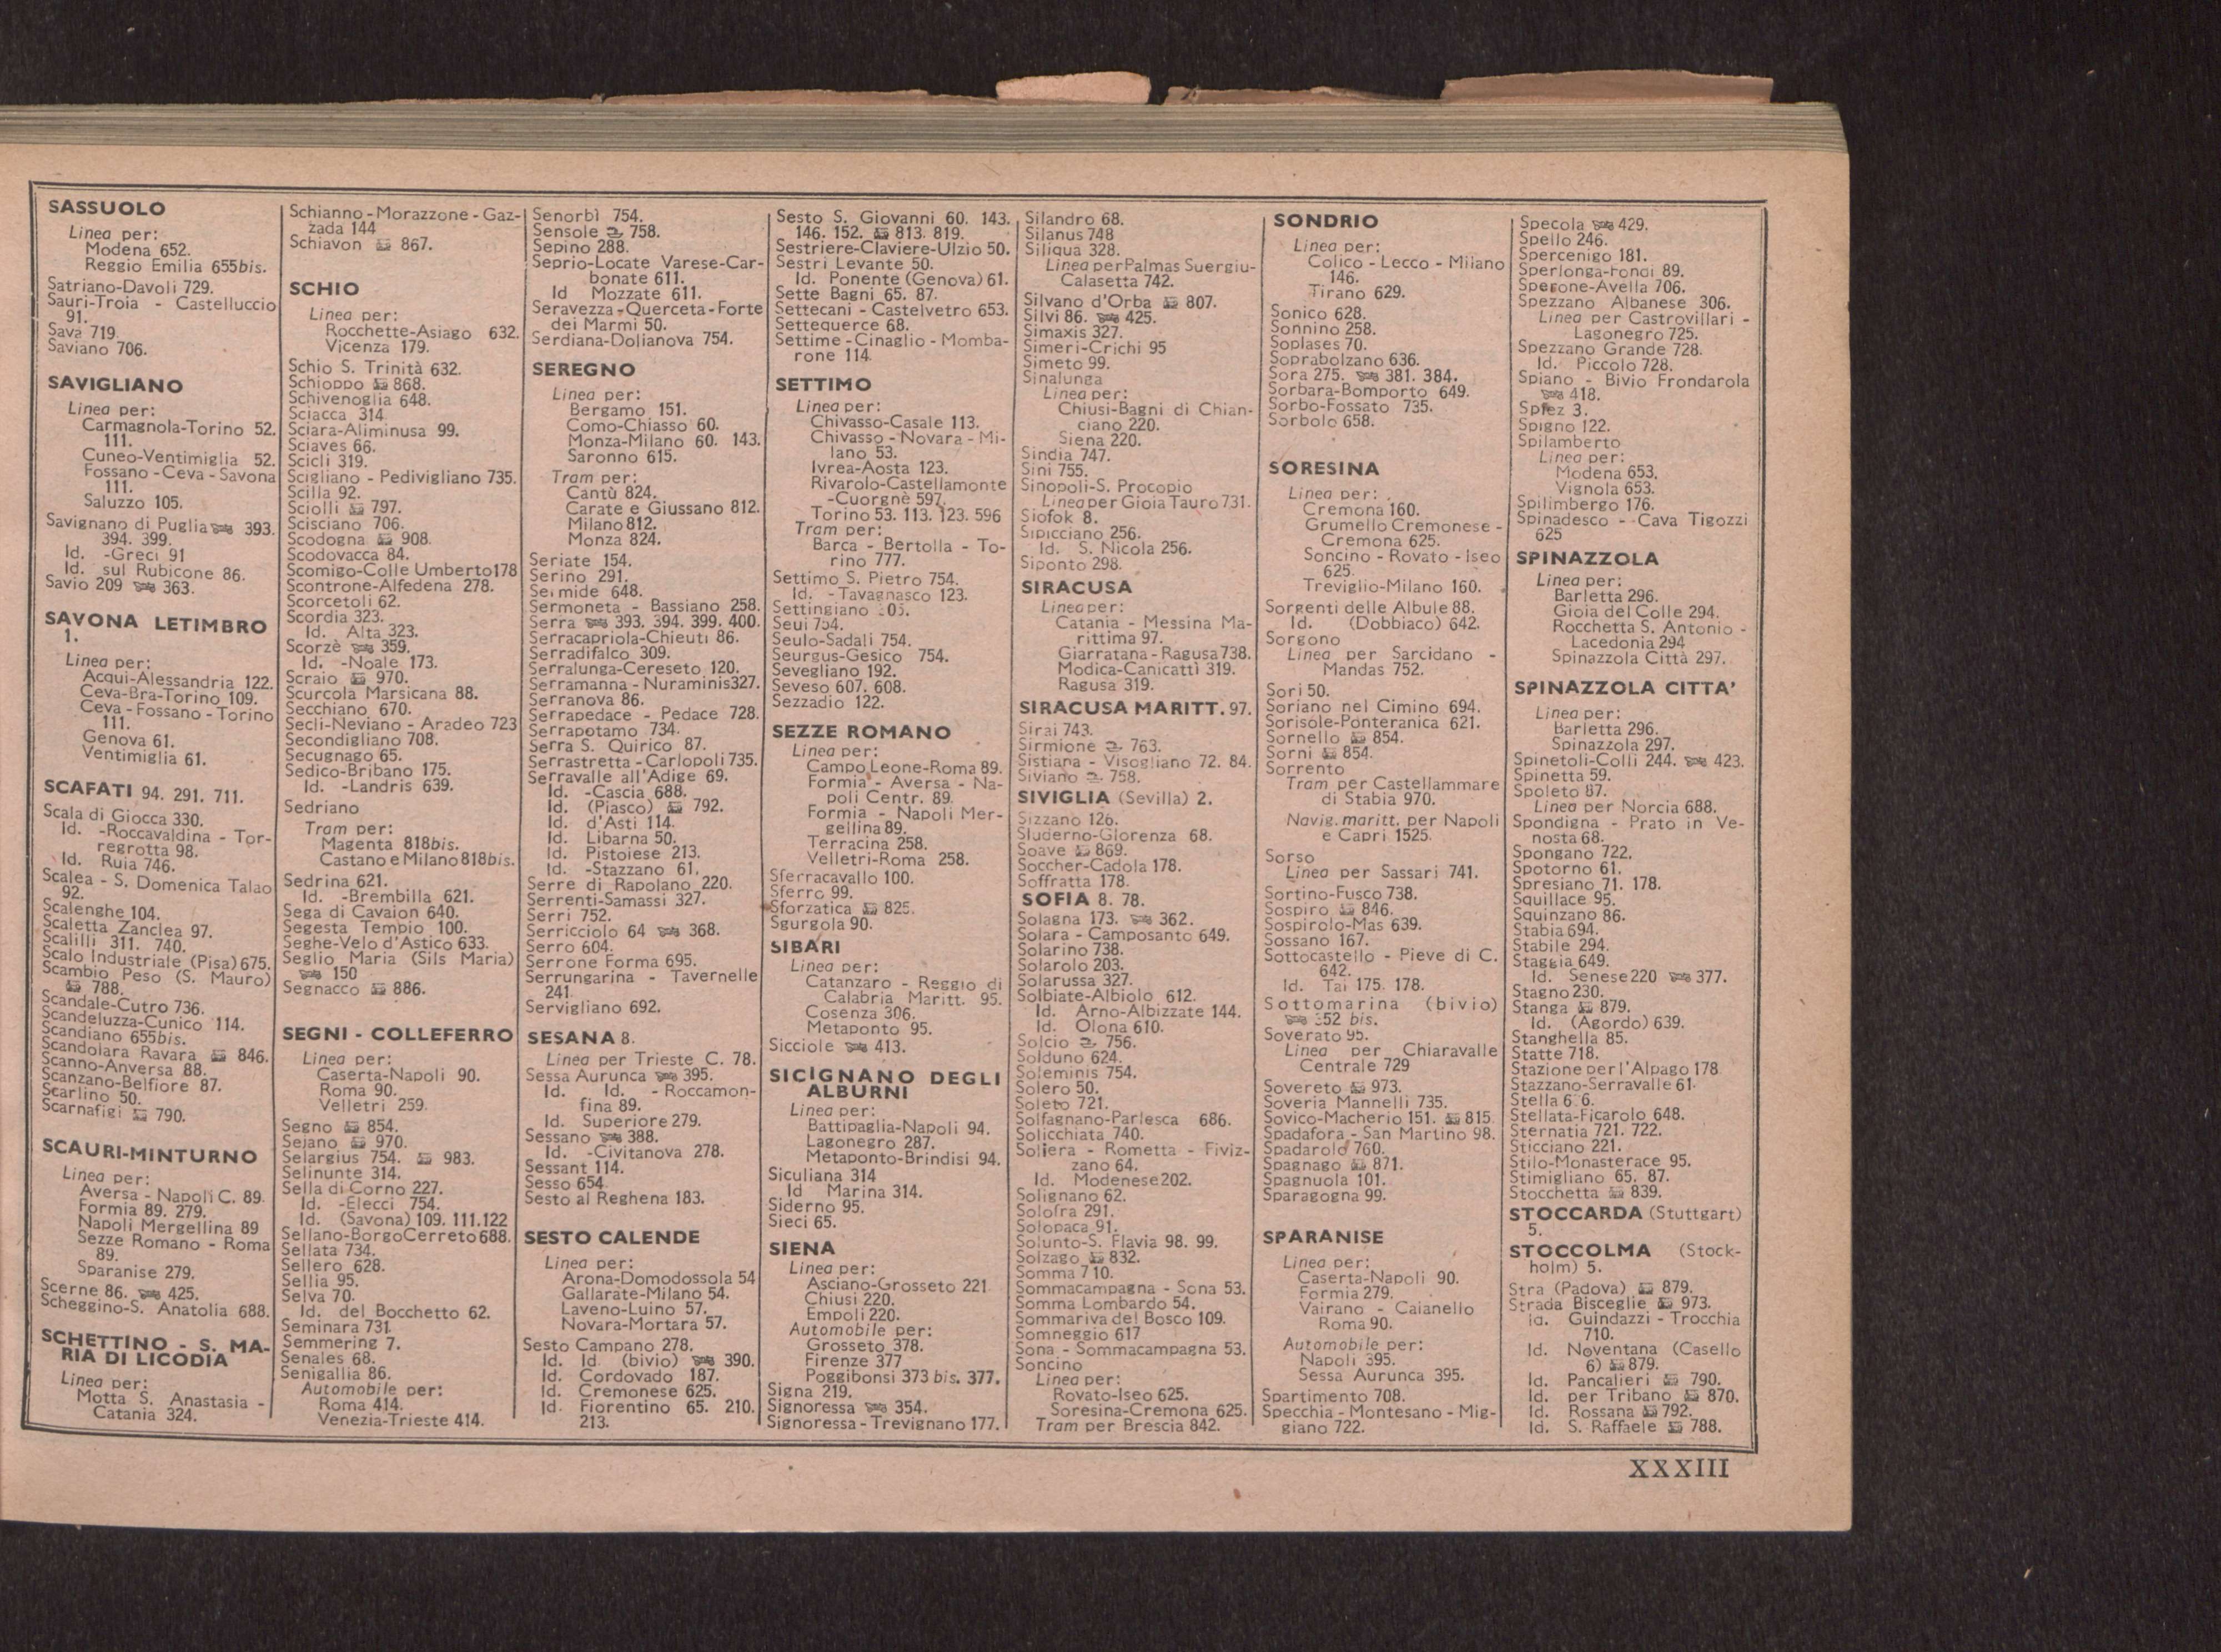 SASSUOLO
Linea per:
Modena 652.
Reggio Emilia 655bis.
Satriano-Davoli 729.
Sauri-Troia - Castelluccio
91.
Sava 719.
Saviano 706.
SAVIGLIANO
Linea per:
Carmagnola-Torino 52.
111.
Cuneo-Ventimiglia 52.
Fossano-Ceva-Savona
111.
Saluzzo 105.
Savignano di Puglia 393.
394. 399.
Id. -Greci 91
Id. sul Rubicone 86.
Savio 209 363.
SAVONA LETIMBRO
1.
Linea per:
Acqui-Alessandria 122.
Ceva-Bra-Torino 109.
Ceva-Fossano-Torino
111.
Genova 61.
Ventimiglia 61.
SCAFATI 94. 291. 711.
Scala di Giocca 330.
Id. -Roccavaldina - Tor-
regrotta 98.
Id. Ruia 746.
Scalea - S. Domenica Talao
92.
Scalenghe 104.
Scaletta Zanclea 97.
Scalilli 311. 740.
Scalo Industriale (Pisa) 675.
Scambio Peso (S. Mauro)
788.
Scandale-Cutro 736.
Scandeluzza-Cunico 114.
Scandiano 655bis.
Scandolara Ravara 846.
Scanno-Anversa 88.
Scanzano-Belfiore 87.
Scarlino 50.
Scarnafigi 790.
SCAURI-MINTURNO
Linea per:
Aversa - Napoli C. 89.
Formia 89. 279.
Napoli Mergellina 89
Sezze Romano - Roma
89.
Sparanise 279.
Scerne 86. 425.
Scheggino-S. Anatolia 688.
SCHETTINO - S. MA-
RIA DI LICODIA
Linea per:
Motta S. Anastasia -
Catania 324.
Schianno-Morazzone-Gaz-
zada 144
Schiavon 867.
SCHIO
Linea per:
Rocchette-Asiago 632.
Vicenza 179.
Schio S. Trinità 632.
Schioppo 868.
Schivenoglia 648.
Sciacca 314.
Sciara-Aliminusa 99.
Sciaves 66.
Scicli 319.
Scigliano - Pedivigliano 735.
Scilla 92.
Sciolli 797.
Scisciano 706.
Scodogna 908.
Scodovacca 84.
Scomigo-Colle Umberto 178
Scontrone-Alfedena 278.
Scorcetoli 62.
Scordia 323.
Id. Alta 323.
Scorzè 359.
Id. -Noale 173.
Scraio 970.
Scurcola Marsicana 88.
Secchiano 670.
Secli-Neviano - Aradeo 723
Secondigliano 708.
Secugnago 65.
Sedico-Bribano 175.
Id. -Landris 639.
Sedriano
Tram per:
Magenta 818bis.
Castano e Milano 818bis.
Sedrina 621.
Id. -Brembilla 621.
Sega di Cavaion 640.
Segesta Tempio 100.
Seghe-Velo d'Astico 633.
Seglio Maria (Sils Maria)
150
Segnacco 886.
SEGNI - COLLEFERRO
Linea per:
Caserta-Napoli 90.
Roma 90.
Velletri 259.
Segno 854.
Seiano 970.
Selargius 754. 983.
Selinunte 314.
Sella di Corno 227.
Id. -Elecci 754.
Id. (Savona) 109. 111.122
Sellano-Borgo Cerreto 688.
Sellata 734.
Sellero 628.
Sellia 95.
Selva 70.
Id. del Bocchetto 62.
Seminara 731.
Semmering 7.
Senales 68.
Senigallia 86.
Automobile per:
Roma 414.
Venezia-Trieste 414.
Senorbì 754.
Sensole 758.
Sepino 288.
Seprio-Locate Varese-Car-
bonate 611.
Id Mozzate 611.
Seravezza-Querceta-Forte
dei Marmi 50.
Serdiana-Dolianova 754.
SEREGNO
Linea per:
Bergamo 151.
Como-Chiasso 60.
Monza-Milano 60. 143.
Saronno 615.
Tram per:
Cantù 824.
Carate e Giussano 812.
Milano 812.
Monza 824.
Seriate 154.
Serino 291.
Sermide 648.
Sermoneta - Bassiano 258.
Serra 393. 394. 399. 400.
Serracapriola-Chieuti 86.
Serradifalco 309.
Serralunga-Cereseto 120.
Serramanna-Nuraminis 327.
Serranova 86.
Serrapedace - Pedace 728.
Serrapotamo 734.
Serra S. Quirico 87.
Serrastretta-Carlopoli 735.
Serravalle all'Adige 69.
Id. -Cascia 688.
Id. (Piasco) 792.
Id. d'Asti 114.
Id. Libarna 50.
Id. Pistoiese 213.
Id. -Stazzano 61.
Serre di Rapolano 220.
Serrenti-Samassi 327.
Serri 752.
Serricciolo 64 368.
Serro 604.
Serrone Forma 695.
Serrungarina - Tavernelle
241.
Servigliano 692.
SESANA 8.
Linea per Trieste C. 78.
Sessa Aurunca 395.
Id. Id. - Roccamon-
fina 89.
Id. Superiore 279.
Sessano 388.
Id. -Civitanova 278.
Sessant 114.
Sesso 654.
Sesto al Reghena 183.
SESTO CALENDE
Linea per:
Arona-Domodossola 54
Gallarate-Milano 54.
Laveno-Luino 57.
Novara-Mortara 57.
Sesto Campano 278.
Id. Id. (bivio) 390.
Id. Cordovado 187.
Id. Cremonese 625.
Id. Fiorentino 65. 210.
213.
Sesto S. Giovanni 60. 143.
146. 152. 813. 819.
Sestriere-Claviere-Ulzio 50.
Sestri Levante 50.
Id. Ponente (Genova) 61.
Sette Bagni 65. 87.
Settecani - Castelvetro 653.
Settequerce 68.
Settime-Cinaglio-Momba-
rone 114.
SETTIMO
Linea per:
Chivasso-Casale 113.
Chivasso-Novara-Mi-
lano 53.
Ivrea-Aosta 123.
Rivarolo-Castellamonte
-Cuorgnè 597.
Torino 53. 113. 123. 596
Tram per:
Barca - Bertolla - To-
rino 777.
Settimo S. Pietro 754.
Id. -Tavagnasco 123.
Settingiano
Seui 754.
Seulo-Sadali 754.
Seurgus-Gesico 754.
Sevegliano 192.
Seveso 607. 608.
Sezzadio 122.
SEZZE ROMANO
Linea per:
Campo Leone-Roma 89.
Formia - Aversa - Na-
poli Centr. 89.
Formia - Napoli Mer-
gellina 89.
Terracina 258.
Velletri-Roma 258.
Sferracavallo 100.
Sferro 99.
Sforzatica 825.
Sgurgola 90.
SIBARI
Linea per:
Catanzaro - Reggio di
Calabria Maritt. 95.
Cosenza 306.
Metaponto 95.
Sicciole 413.
SICIGNANO DEGLI
ALBURNI
Linea per:
Battipaglia-Napoli 94.
Lagonegro 287.
Metaponto-Brindisi 94.
Siculiana 314
Id Marina 314.
Siderno 95.
Sieci 65.
SIENA
Linea per:
Asciano-Grosseto 221
Chiusi 220.
Empoli 220.
Automobile per:
Grosseto 378.
Firenze 377
Poggibonsi 373 bis. 377.
Signa 219.
Signoressa 354.
Signoressa-Trevignano 177.
Silandro 68.
Silanus 748
Siliqua 328.
Linea per Palmas Suergiu-
Calasetta 742.
Silvano d'Orba 807.
Silvi 86. 425.
Simaxis 327.
Simeri-Crichi 95
Simeto 99.
Sinalunga
Linea per:
Chiusi-Bagni di Chian-
ciano 220.
Siena 220.
Sindia 747.
Sini 755.
Sinopoli-S. Procopio
Linea per Gioia Tauro 731.
Siofok 8.
Sipicciano 256.
Id. S. Nicola 256.
Siponto 298.
SIRACUSA
Linea per:
Catania - Messina Ma-
rittima 97.
Giarratana-Ragusa 738.
Modica-Canicattì 319.
Ragusa 319.
SIRACUSA MARITT. 97.
Sirai 743.
Sirmione 763.
Sistiana - Visogliano 72. 84.
Siviano 758.
SIVIGLIA (Sevilla) 2.
Sizzano 126.
Sluderno-Glorenza 68.
Soave 869.
Soccher-Cadola 178.
Soffratta 178.
SOFIA 8. 78.
Solagna 173. 362.
Solara - Camposanto 649.
Solarino 738.
Solarolo 203.
Solarussa 327.
Solbiate-Albiolo 612.
Id. Arno-Albizzate 144.
Id. Olona 610.
Solcio 756.
Solduno 624.
Soleminis 754.
Solero 50.
Soleto 721.
Solfagnano-Parlesca 686.
Solicchiata 740.
Soliera - Rometta - Fiviz-
zano 64.
Id. Modenese 202.
Solignano 62.
Solofra 291.
Solopaca 91.
Solunto-S. Flavia 98. 99.
Solzago 832.
Somma 710.
Sommacampagna - Sona 53.
Somma Lombardo 54.
Sommariva del Bosco 109.
Somneggio 617
Sona - Sommacampagna 53.
Soncino
Linea per:
Rovato-Iseo 625.
Soresina-Cremona 625.
Tram per Brescia 842.
SONDRIO
Linea per:
Colico - Lecco - Milano
146.
Tirano 629.
Sonico 628.
Sonnino 258.
Soplases 70.
Soprabolzano 636.
Sora 275. 381. 384.
Sorbara-Bomporto 649.
Sorbo-Fossato 735.
Sorbolo 658.
SORESINA
Linea per:
Cremona 160.
Grumello Cremonese -
Cremona 625.
Soncino - Rovato - Iseo
625.
Treviglio-Milano 160.
Sorgenti delle Albule 88.
Id. (Dobbiaco) 642.
Sorgono
Linea per Sarcidano -
Mandas 752.
Sori 50.
Soriano nel Cimino 694.
Sorisole-Ponteranica 621.
Sornello 854.
Sorni 854.
Sorrento
Tram per Castellammare
di Stabia 970.
Navig. maritt. per Napoli
e Capri 1525.
Sorso
Linea per Sassari 741.
Sortino-Fusco 738.
Sospiro 846.
Sospirolo-Mas 639.
Sossano 167.
Sottocastello - Pieve di C.
642.
Id. Tai 175. 178.
Sottomarina (bivio)
352 bis.
Soverato 95.
Linea per Chiaravalle
Centrale 729
Sovereto 973.
Soveria Mannelli 735.
Sovico-Macherio 151. 815
Spadafora - San Martino 98.
Spadarolo 760.
Spagnago 871.
Spagnuola 101.
Sparagogna 99.
SPARANISE
Linea per:
Caserta-Napoli 90.
Formia 279.
Vairano - Caianello
Roma 90.
Automobile per:
Napoli 395.
Sessa Aurunca 395.
Spartimento 708.
Specchia - Montesano - Mig-
giano 722.
Specola 429.
Spello 246.
Spercenigo 181.
Sperlonga-Fondi 89.
Sperone-Avella 706.
Spezzano Albanese 306.
Linea per Castrovillari -
Lagonegro 725.
Spezzano Grande 728.
Id. Piccolo 728.
Spiano - Bivio Frondarola
418.
Spiez 3.
Spigno 122.
Spilamberto
Linea per:
Modena 653.
Vignola 653.
Spilimbergo 176.
Spinadesco - Cava Tigozzi
625
SPINAZZOLA
Linea per:
Barletta 296.
Gioia del Colle 294.
Rocchetta S. Antonio -
Lacedonia 294
Spinazzola Città 297.
SPINAZZOLA CITTA'
Linea per:
Barletta 296.
Spinazzola 297.
Spinetoli-Colli 244. 423.
Spinetta 59.
Spoleto 87.
Linea per Norcia 688.
Spondigna - Prato in Ve-
nosta 68.
Spongano 722.
Spotorno 61.
Spresiano 71. 178.
Squillace 95.
Squinzano 86.
Stabia 694.
Stabile 294.
Staggia 649.
Id. Senese 220 377.
Stagno 230.
Stanga 879.
Id. (Agordo) 639.
Stanghella 85.
Statte 718.
Stazione per l'Alpago 178
Stazzano-Serravalle 61.
Stella
Stellata-Ficarolo 648.
Sternatia 721. 722.
Sticciano 221.
Stilo-Monasterace 95.
Stimigliano 65. 87.
Stocchetta 839.
STOCCARDA (Stuttgart)
5.
STOCCOLMA (Stock-
holm) 5.
Stra (Padova) 879.
Strada Bisceglie 973.
Id. Guindazzi - Trocchia
710.
Id. Noventana (Casello
6) 879.
Id. Pancalieri 790.
Id. per Tribano 870.
Id. Rossana 792.
Id. S. Raffaele 788.
XXXIII